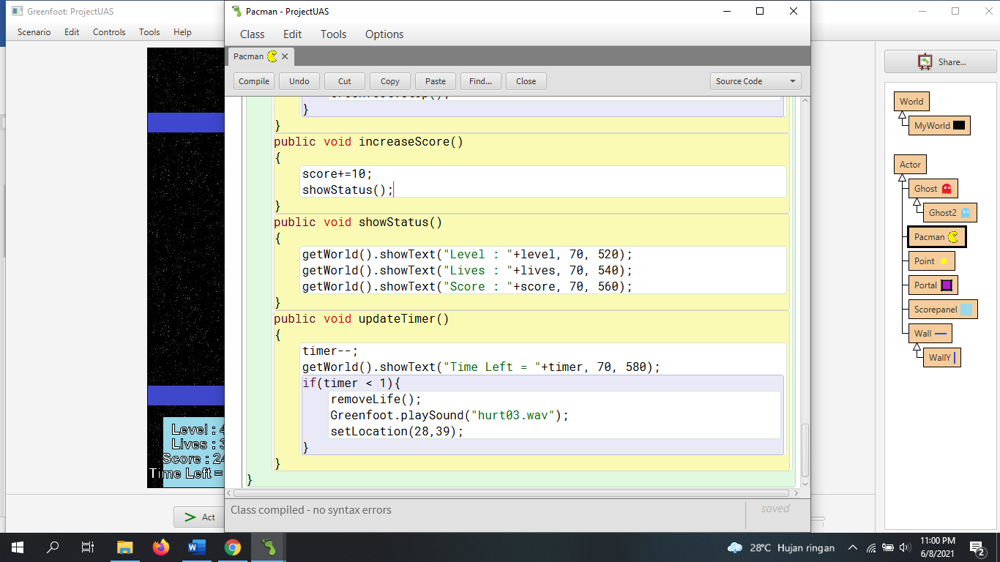 Greenfoot: ProjectUAS
Scenario Edit Controls Tools Help
Pacman - ProjectUAS
Class Edit Tools Options
Pacman
Compile Undo Cut Copy Paste Find... Close Source Code
}
}
public void increaseScore()
{
score+=10;
showStatus();
}
public void showStatus()
{
getWorld().showText("Level : "+level, 70, 520);
getWorld().showText("Lives : "+lives, 70, 540);
getWorld().showText("Score : "+score, 70, 560);
}
public void updateTimer()
{
timer--;
getWorld().showText("Time Left = "+timer, 70, 580);
if(timer < 1){
removeLife();
Greenfoot.playSound("hurt03.wav");
setLocation(28,39);
}
}
}
Class compiled - no syntax errors
saved
Level : 4
Lives : 3
Score : 24
Time Left =
Act
Share...
World
MyWorld
Actor
Ghost
Ghost2
Pacman
Point
Portal
Scorepanel
Wall
WallY
28°C Hujan ringan
11:00 PM
6/8/2021
2